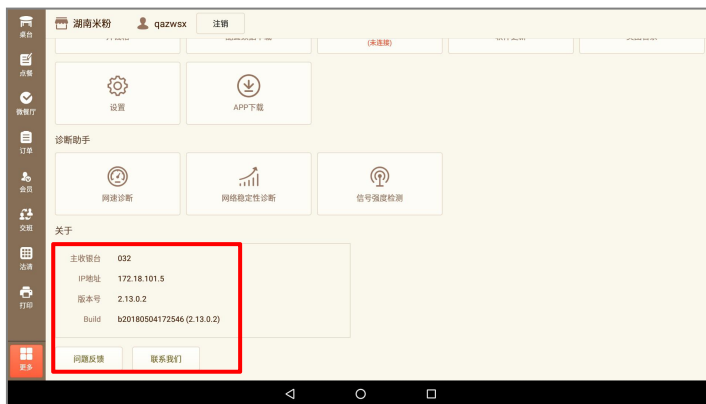 桌台
湖南米粉 qazwsx 注销
(未连接)
点餐
微餐厅
设置 APP下载
订单
诊断助手
会员
网速诊断 网络稳定性诊断 信号强度检测
交班
关于
沽清
主收银台 032
IP地址 172.18.101.5
版本号 2.13.0.2
打印
Build b20180504172546 (2.13.0.2)
更多
问题反馈 联系我们